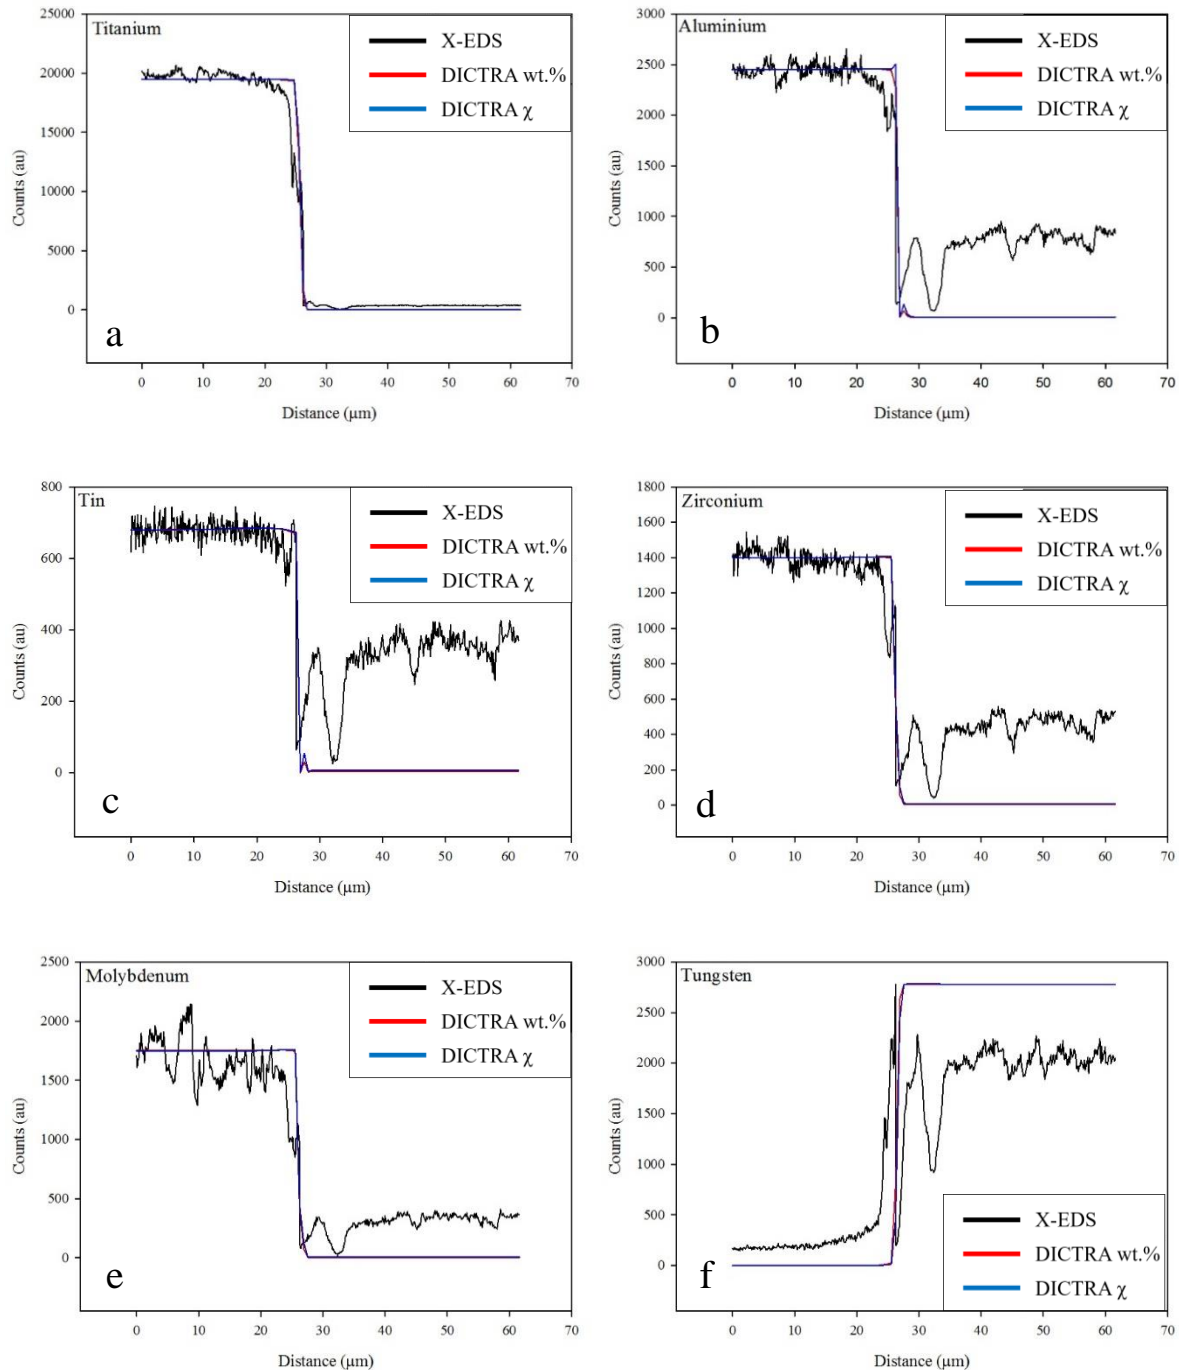 Titanium
X-EDS
DICTRA wt.%
DICTRA χ
25000
20000
15000
10000
5000
0
Counts (au)
a
0 10 20 30 40 50 60 70
Distance (μm)
Aluminium
X-EDS
DICTRA wt.%
DICTRA χ
3000
2500
2000
1500
1000
500
0
Counts (au)
b
0 10 20 30 40 50 60 70
Distance (μm)
Tin
X-EDS
DICTRA wt.%
DICTRA χ
800
600
400
200
0
Counts (au)
c
0 10 20 30 40 50 60 70
Distance (μm)
Zirconium
X-EDS
DICTRA wt.%
DICTRA χ
1800
1600
1400
1200
1000
800
600
400
200
0
Counts (au)
d
0 10 20 30 40 50 60 70
Distance (μm)
Molybdenum
X-EDS
DICTRA wt.%
DICTRA χ
2500
2000
1500
1000
500
0
Counts (au)
e
0 10 20 30 40 50 60 70
Distance (μm)
Tungsten
3000
2500
2000
1500
1000
500
0
Counts (au)
X-EDS
DICTRA wt.%
DICTRA χ
f
0 10 20 30 40 50 60 70
Distance (μm)